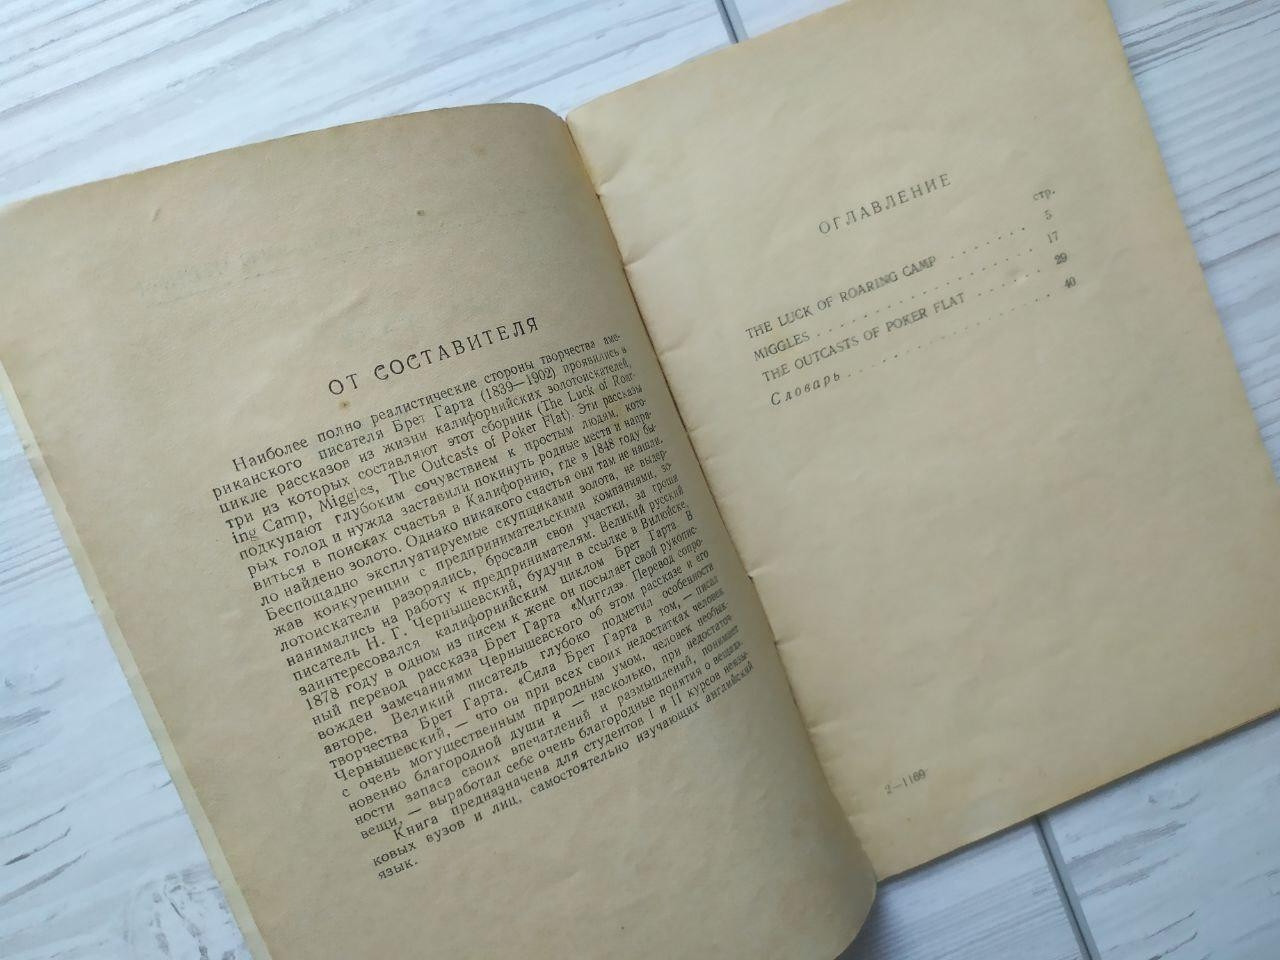 ОТ СОСТАВИТЕЛЯ
Наиболее полно реалистические стороны творчества аме-
риканского писателя Брет Гарта (1839—1902) проявились в
цикле рассказов из жизни калифорнийских золотоискателей,
три из которых составляют этот сборник (The Luck of Roar-
ing Camp, Miggles, The Outcasts of Poker Flat). Эти рассказы
подкупают глубоким сочувствием к простым людям, кото-
рых голод и нужда заставили покинуть родные места и напра-
виться в поисках счастья в Калифорнию, где в 1848 году бы-
ло найдено золото. Однако никакого счастья они там не нашли.
Беспощадно эксплуатируемые скупщиками золота, не выдер-
жав конкуренции с предпринимательскими компаниями, зо-
лотоискатели разорялись, бросали свои участки, за гроши
нанимались на работу к предпринимателям. Великий русский
писатель Н. Г. Чернышевский, будучи в ссылке в Вилюйске,
заинтересовался калифорнийским циклом Брет Гарта. В
1878 году в одном из писем к жене он посылает свой рукопис-
ный перевод рассказа Брет Гарта «Мигглз». Перевод сопро-
вожден замечаниями Чернышевского об этом рассказе и его
авторе. Великий писатель глубоко подметил особенности
творчества Брет Гарта. «Сила Брет Гарта в том, — писал
Чернышевский, — что он при всех своих недостатках человек
с очень могущественным природным умом, человек необык-
новенно благородной души и — насколько, при недостаточ-
ности запаса своих впечатлений и размышлений, понимает
вещи, — выработал себе очень благородные понятия о вещах».
Книга предназначена для студентов I и II курсов неязы-
ковых вузов и лиц, самостоятельно изучающих английский
язык.
ОГЛАВЛЕНИЕ
стр.
THE LUCK OF ROARING CAMP . . . . . . . 5
MIGGLES . . . . . . . . . . . . . . . . 17
THE OUTCASTS OF POKER FLAT . . . . . . 29
Словарь . . . . . . . . . . . . . . 40
2—1169